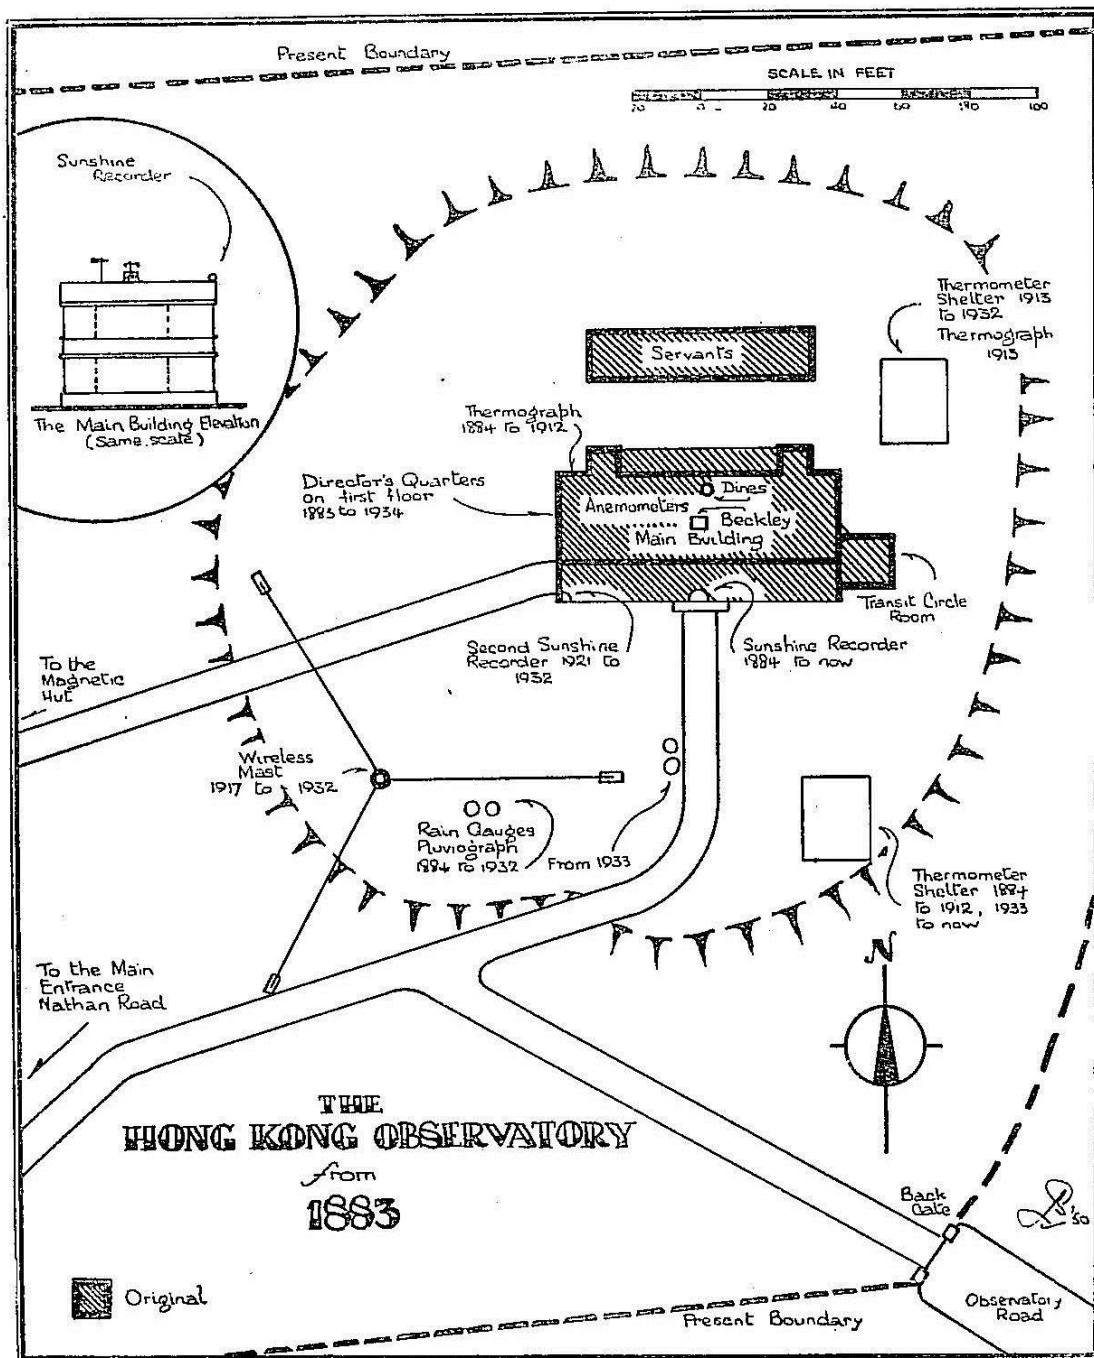 Present Boundary
SCALE IN FEET
20 0 20 40 60 80 100
Sunshine
Recorder
The Main Building Elevation
(Same scale)
Thermometer
Shelter 1913
to 1932
Thermograph
1913
Servants
Thermograph
1884 to 1912
Director's Quarters
on first floor
1883 to 1934
Dines
Anemometers
Beckley
Main Building
Transit Circle
Room
Second Sunshine
Recorder 1921 to
1932
Sunshine Recorder
1884 to now
To the
Magnetic
Hut
Wireless
Mast
1917 to 1932
Rain Gauges
Pluviograph
1884 to 1932
From 1933
Thermometer
Shelter 1884
to 1912, 1933
to now
N
To the Main
Entrance
Nathan Road
THE
HONG KONG OBSERVATORY
from
1883
Back
Gate
'50
Original
Observatory
Road
Present Boundary